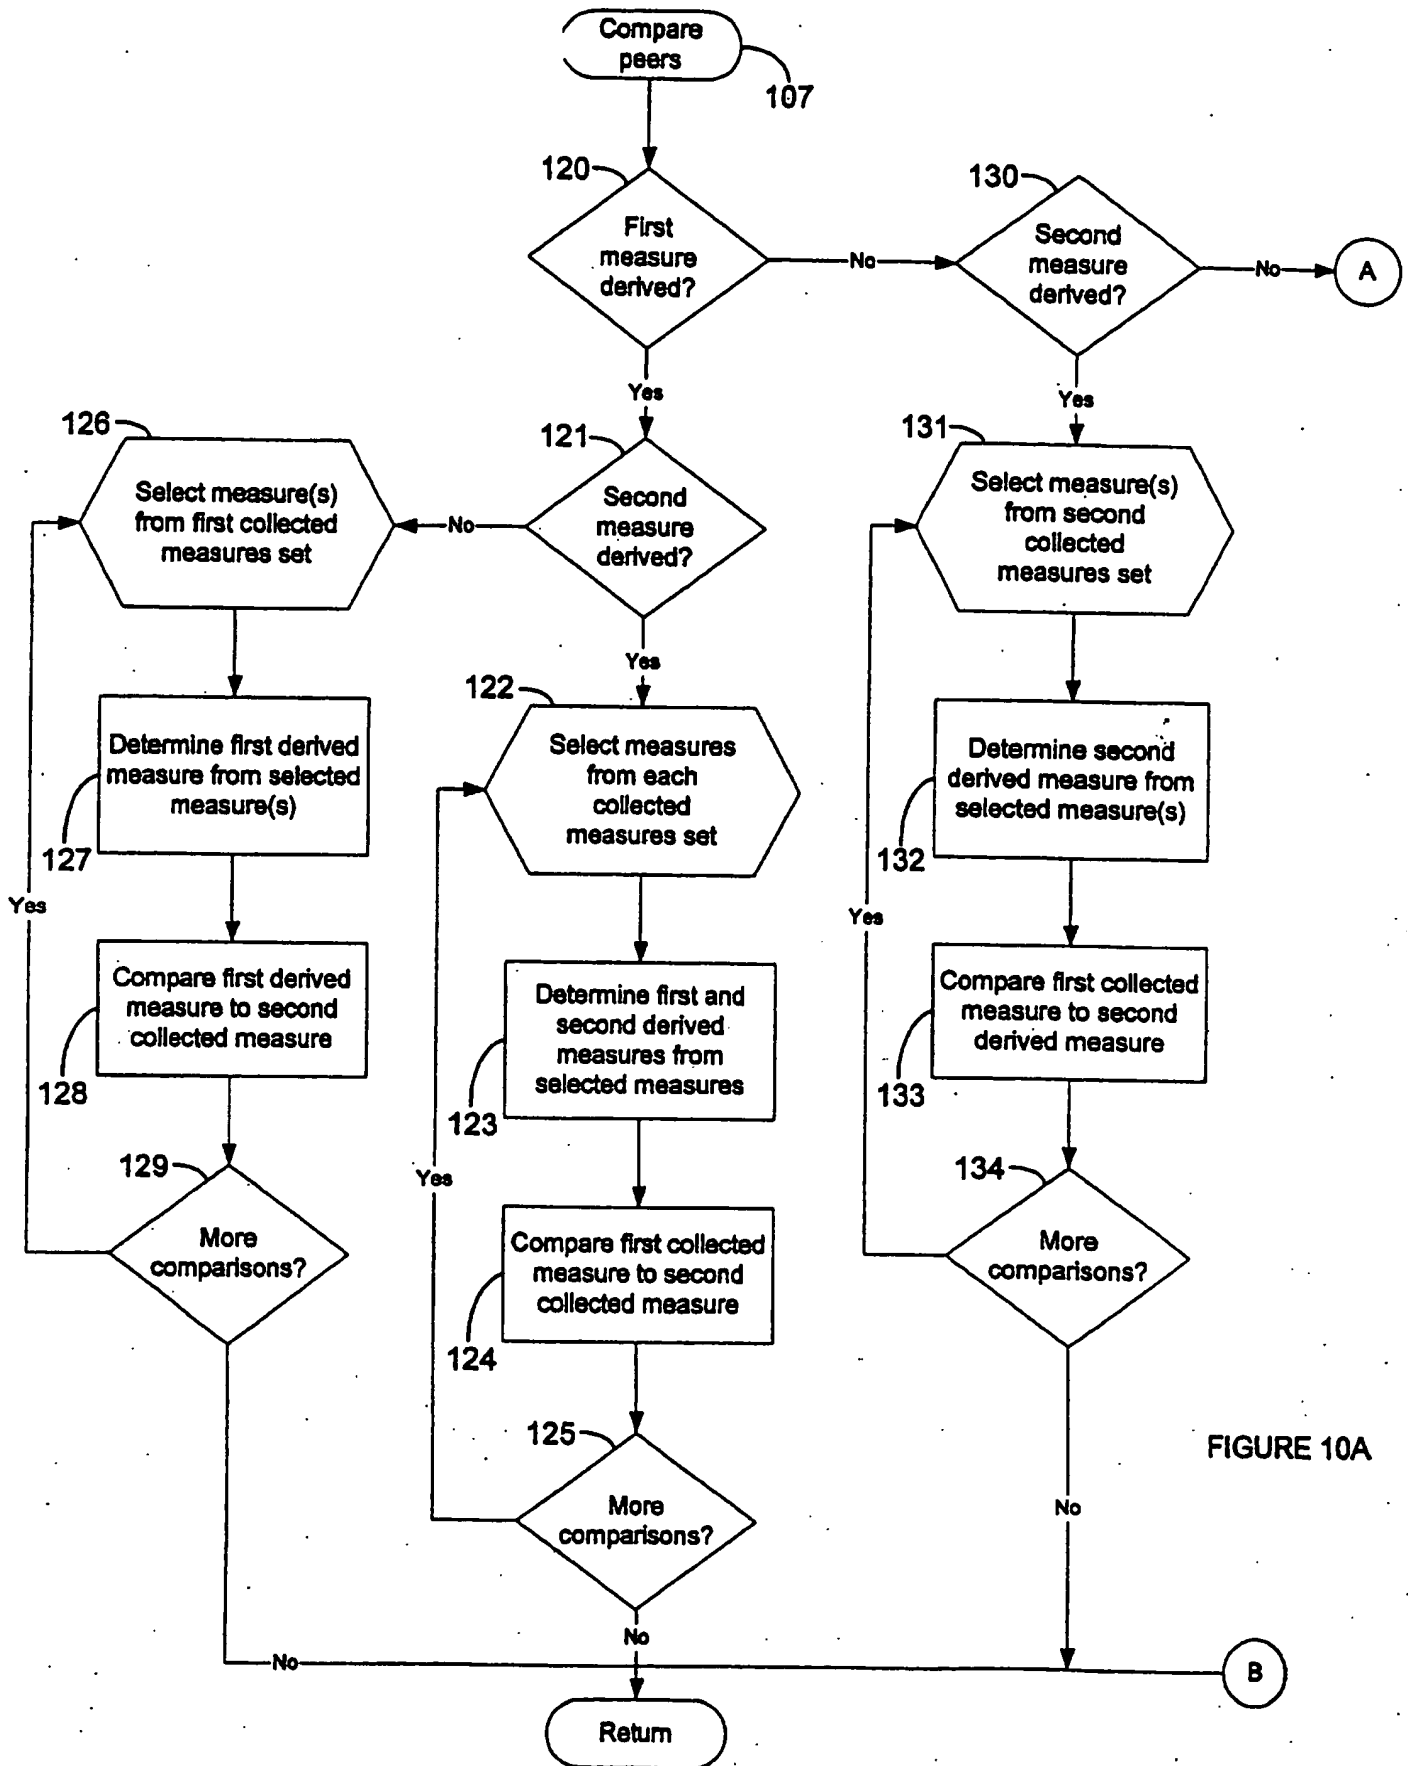 Compare
peers
107
120
First
measure
derived?
No
130
Second
measure
derived?
No
A
Yes
Yes
126
Select measure(s)
from first collected
measures set
No
121
Second
measure
derived?
131
Select measure(s)
from second
collected
measures set
Yes
122
Select measures
from each
collected
measures set
Determine first derived
measure from selected
measure(s)
127
Determine second
derived measure from
selected measure(s)
132
Yes
Yes
Compare first derived
measure to second
collected measure
128
Determine first and
second derived
measures from
selected measures
123
Compare first collected
measure to second
derived measure
133
129
More
comparisons?
Yes
134
More
comparisons?
Compare first collected
measure to second
collected measure
124
125
More
comparisons?
FIGURE 10A
No
No
No
B
Return